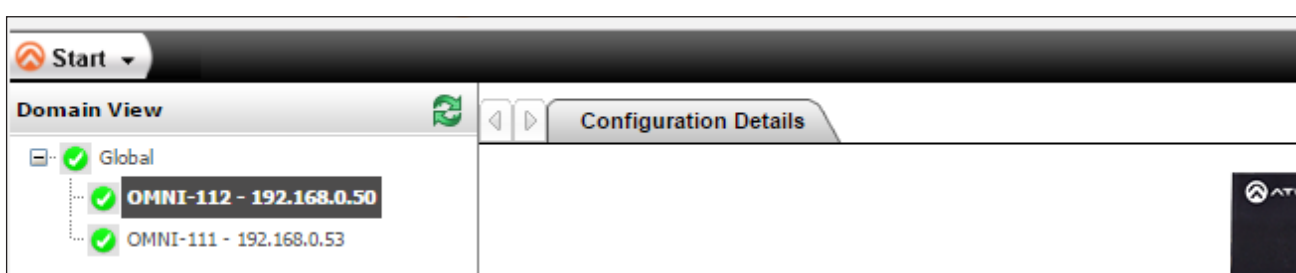 Start
Domain View
Configuration Details
Global
OMNI-112 - 192.168.0.50
OMNI-111 - 192.168.0.53